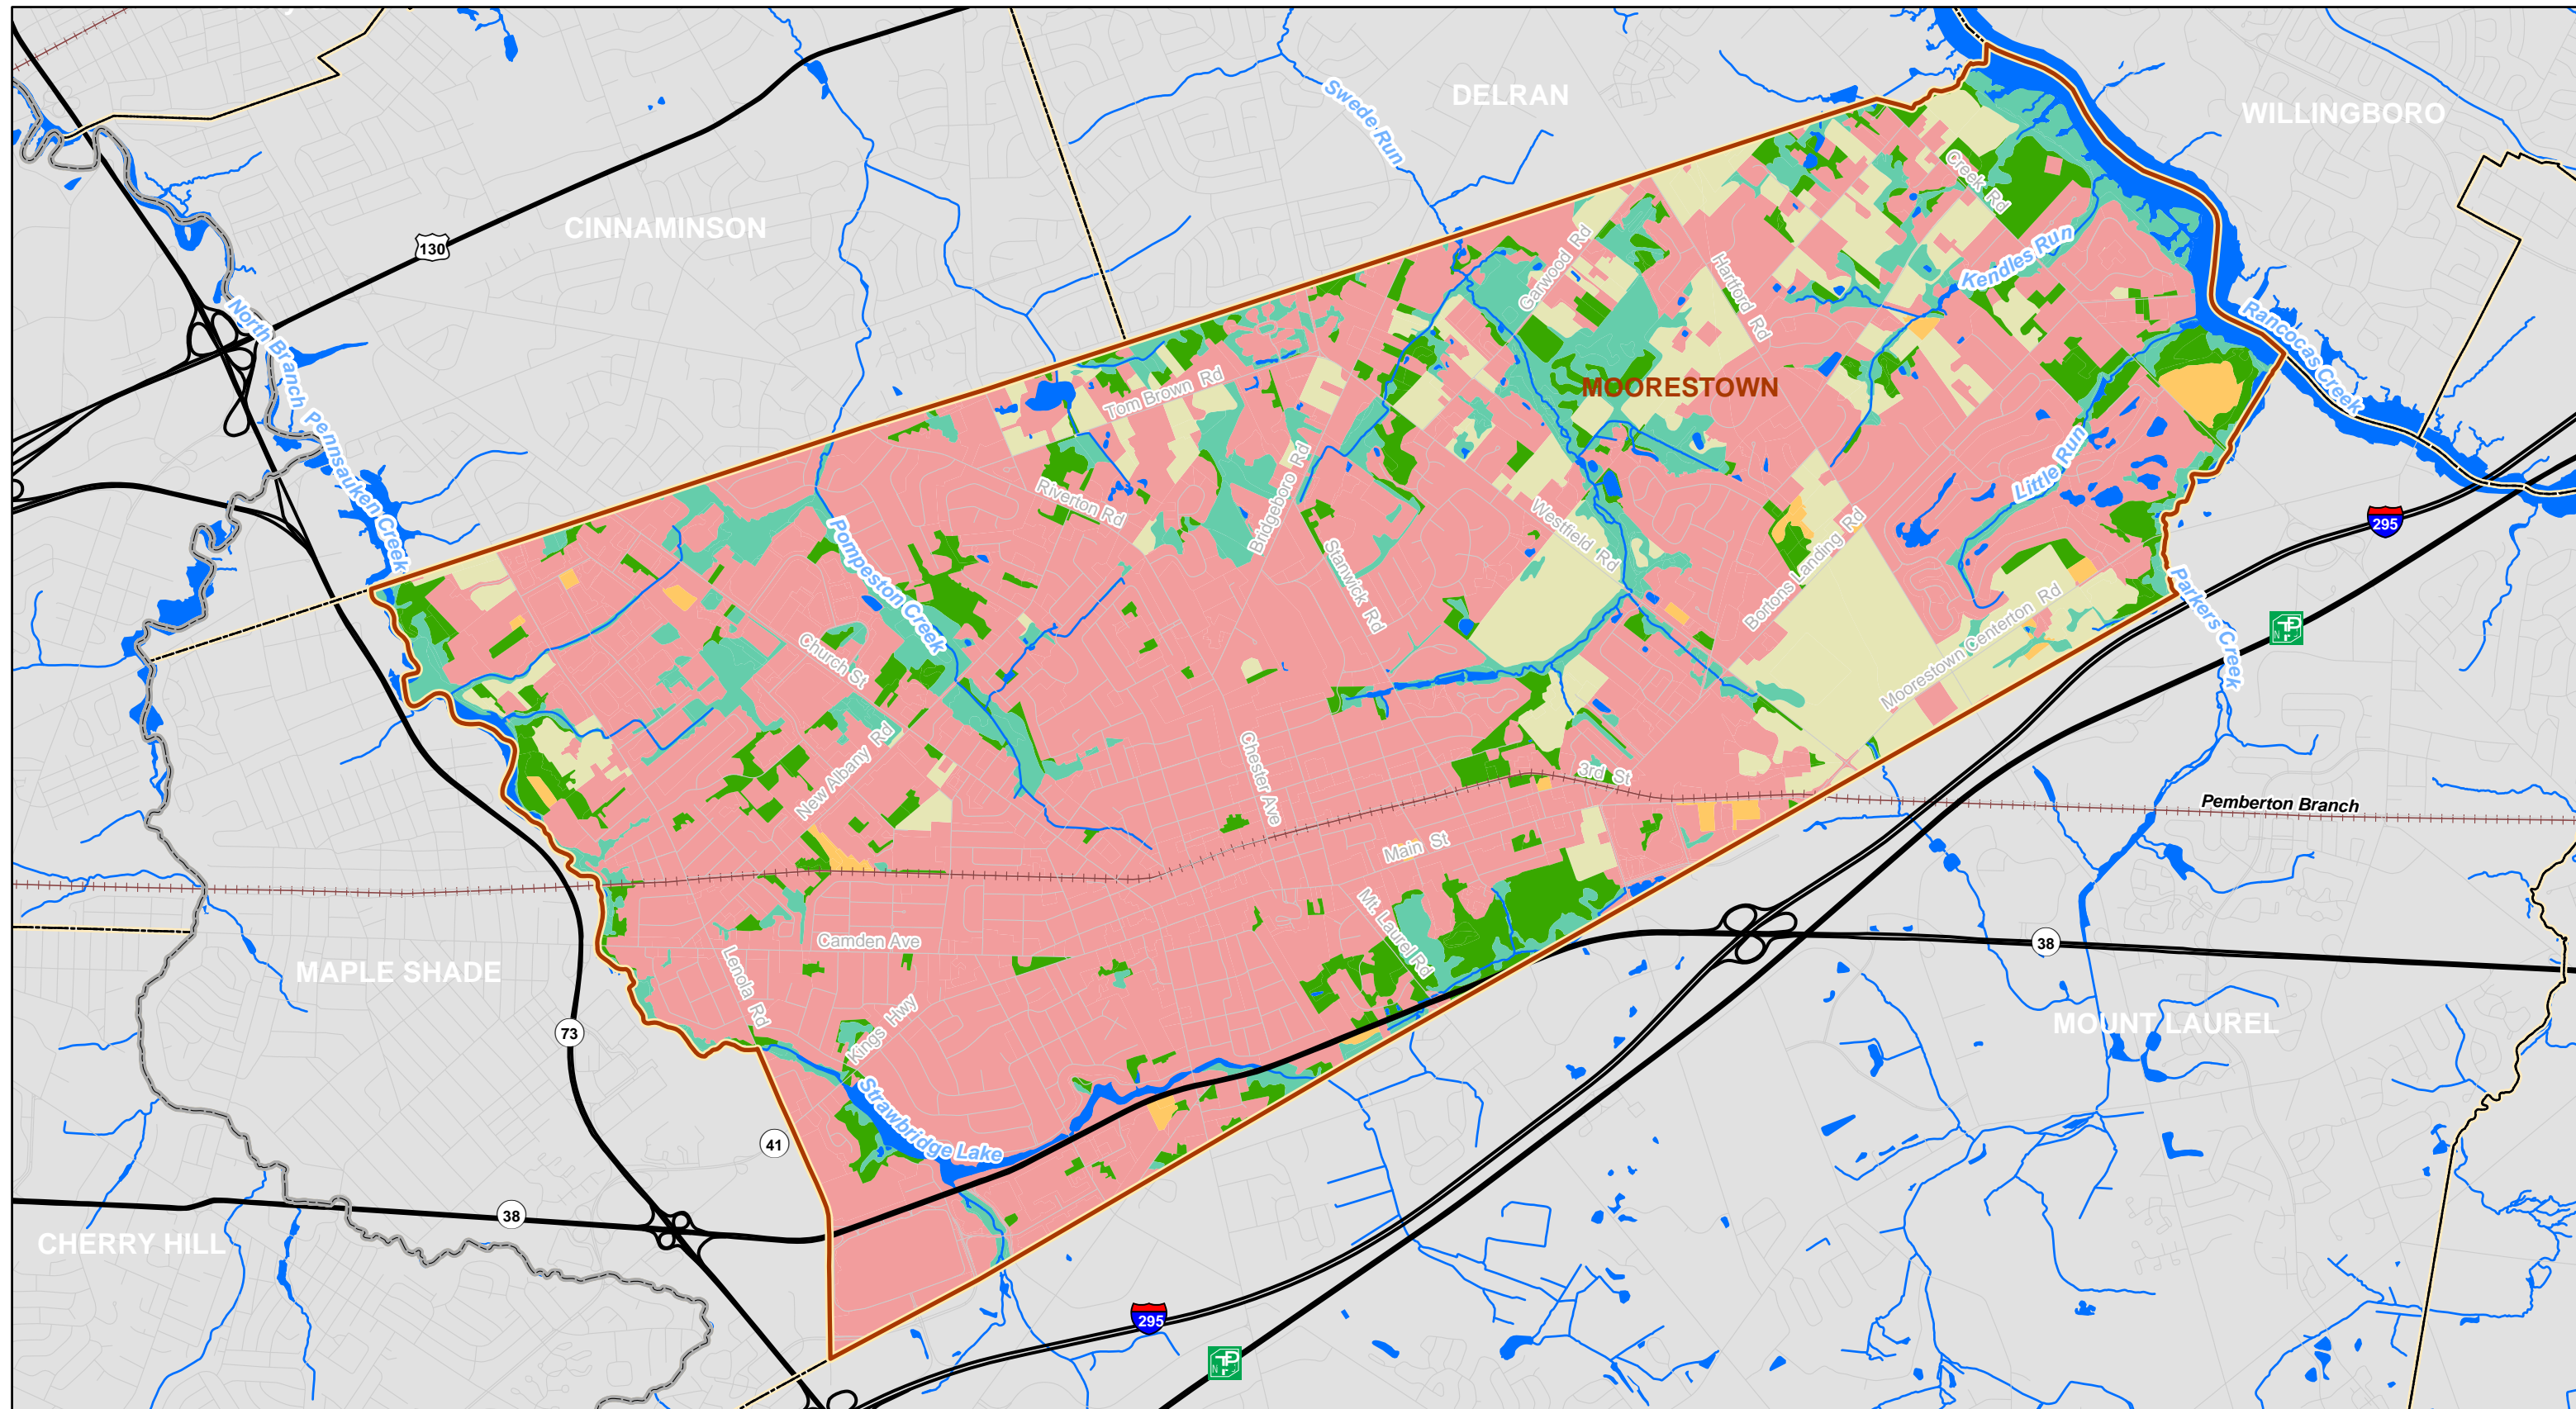 DELRAN
WILLINGBORO
Swede Run
CINNAMINSON
130
Creek Rd
Garwood Rd
Hartford Rd
Kendles Run
North Branch Pennsauken Creek
Rancocas Creek
MOORESTOWN
Tom Brown Rd
Riverton Rd
Bridgeboro Rd
Stanwick Rd
Westfield Rd
Bortons Landing Rd
Little Run
295
Pompeston Creek
Church St
Parkers Creek
Moorestown Centerton Rd
N
TP
New Albany Rd
Chester Ave
3rd St
Pemberton Branch
Main St
Mt. Laurel Rd
Camden Ave
Lenola Rd
38
MAPLE SHADE
Kings Hwy
73
MOUNT LAUREL
Strawbridge Lake
41
38
CHERRY HILL
295
N
TP